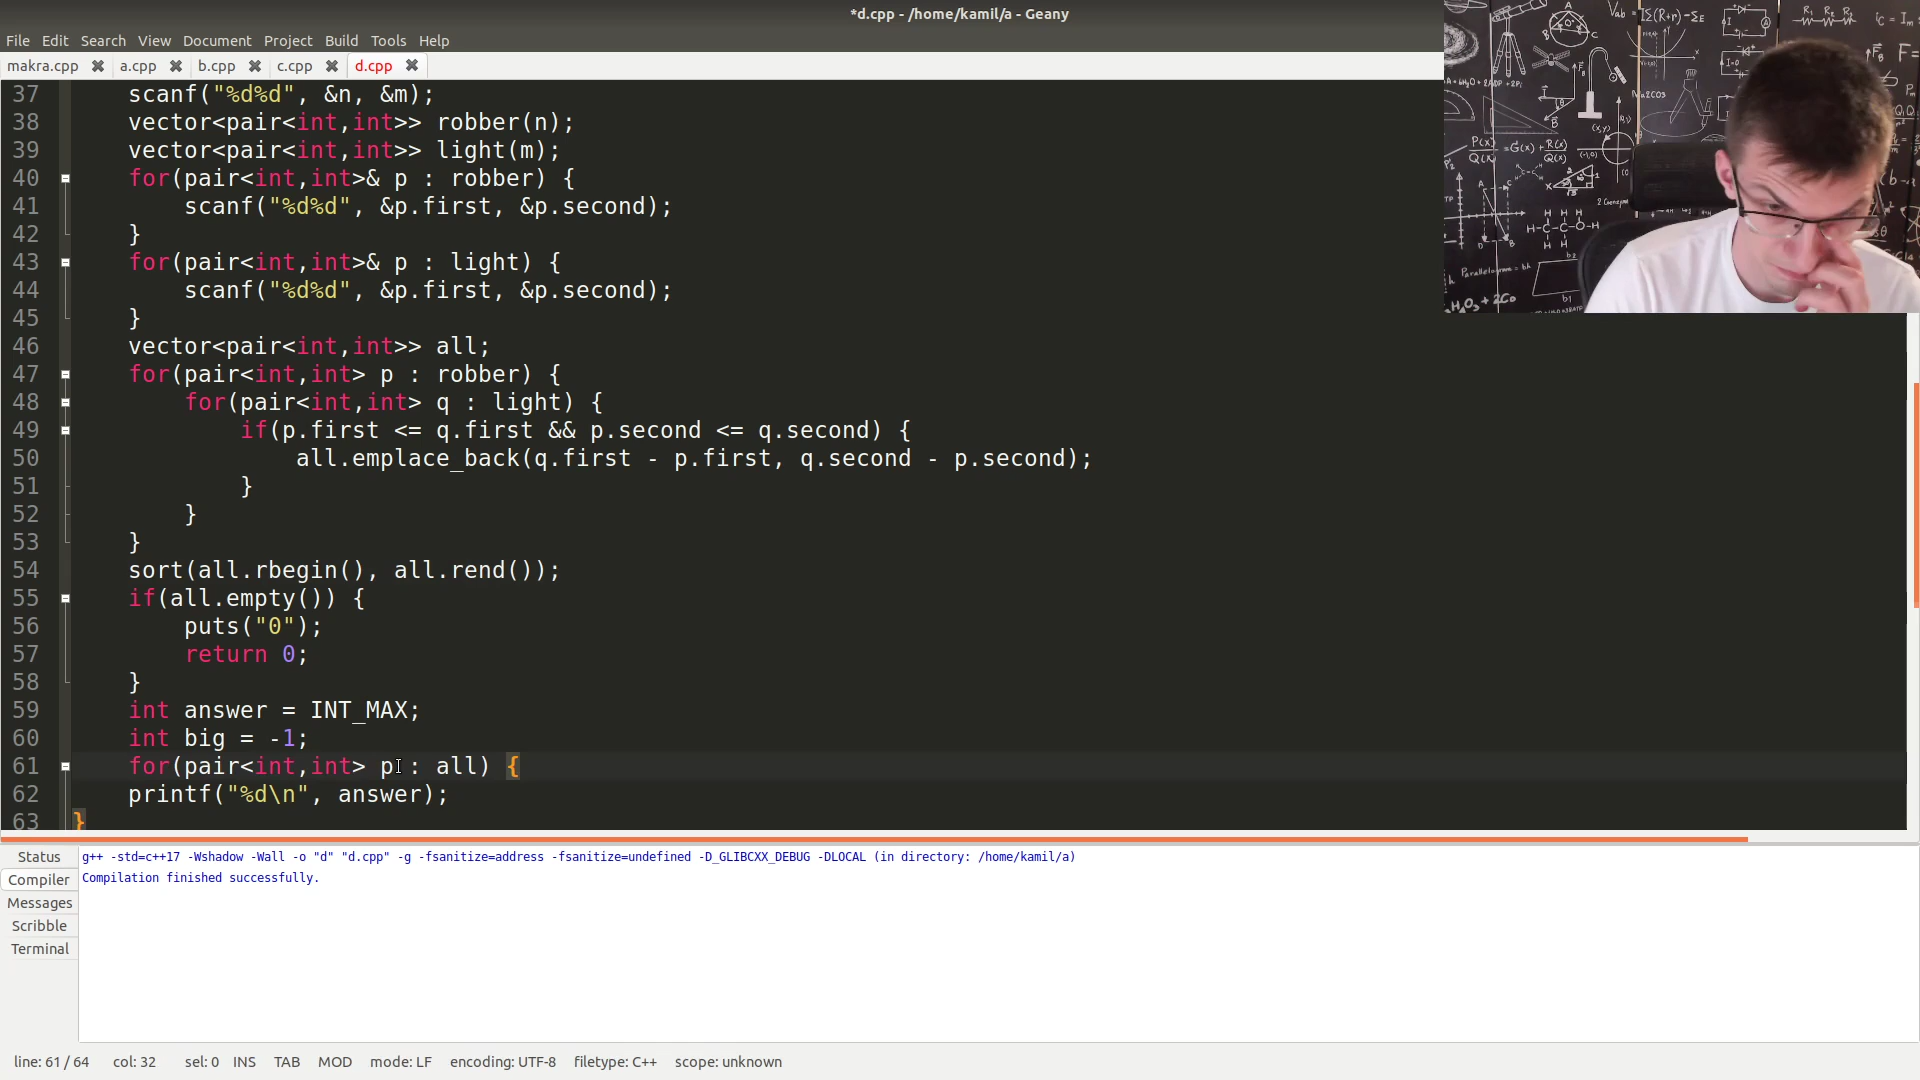 *d.cpp - /home/kamil/a - Geany
File Edit Search View Document Project Build Tools Help
makra.cpp a.cpp b.cpp c.cpp d.cpp
37 scanf("%d%d", &n, &m);
38 vector<pair<int,int>> robber(n);
39 vector<pair<int,int>> light(m);
40 for(pair<int,int>& p : robber) {
41 scanf("%d%d", &p.first, &p.second);
42 }
43 for(pair<int,int>& p : light) {
44 scanf("%d%d", &p.first, &p.second);
45 }
46 vector<pair<int,int>> all;
47 for(pair<int,int> p : robber) {
48 for(pair<int,int> q : light) {
49 if(p.first <= q.first && p.second <= q.second) {
50 all.emplace_back(q.first - p.first, q.second - p.second);
51 }
52 }
53 }
54 sort(all.rbegin(), all.rend());
55 if(all.empty()) {
56 puts("0");
57 return 0;
58 }
59 int answer = INT_MAX;
60 int big = -1;
61 for(pair<int,int> p : all) {
62 printf("%d\n", answer);
63 }
Status
Compiler
Messages
Scribble
Terminal
g++ -std=c++17 -Wshadow -Wall -o "d" "d.cpp" -g -fsanitize=address -fsanitize=undefined -D_GLIBCXX_DEBUG -DLOCAL (in directory: /home/kamil/a)
Compilation finished successfully.
line: 61 / 64 col: 32 sel: 0 INS TAB MOD mode: LF encoding: UTF-8 filetype: C++ scope: unknown